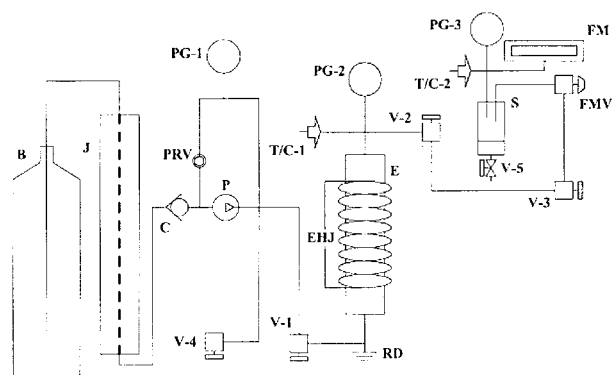 PG-3
FM
PG-1
PG-2
T/C-2
S
V-2
FMV
B
J
PRV
T/C-1
E
V-5
P
V-3
C
EHJ
V-4
V-1
RD